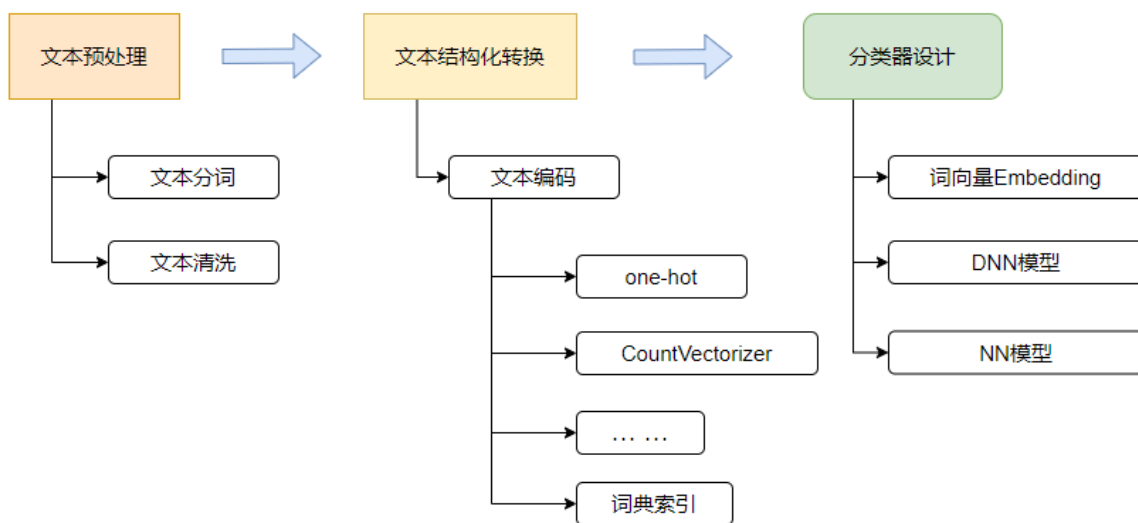 文本预处理
文本结构化转换
分类器设计
文本分词
文本编码
词向量Embedding
文本清洗
one-hot
DNN模型
CountVectorizer
NN模型
... ...
词典索引